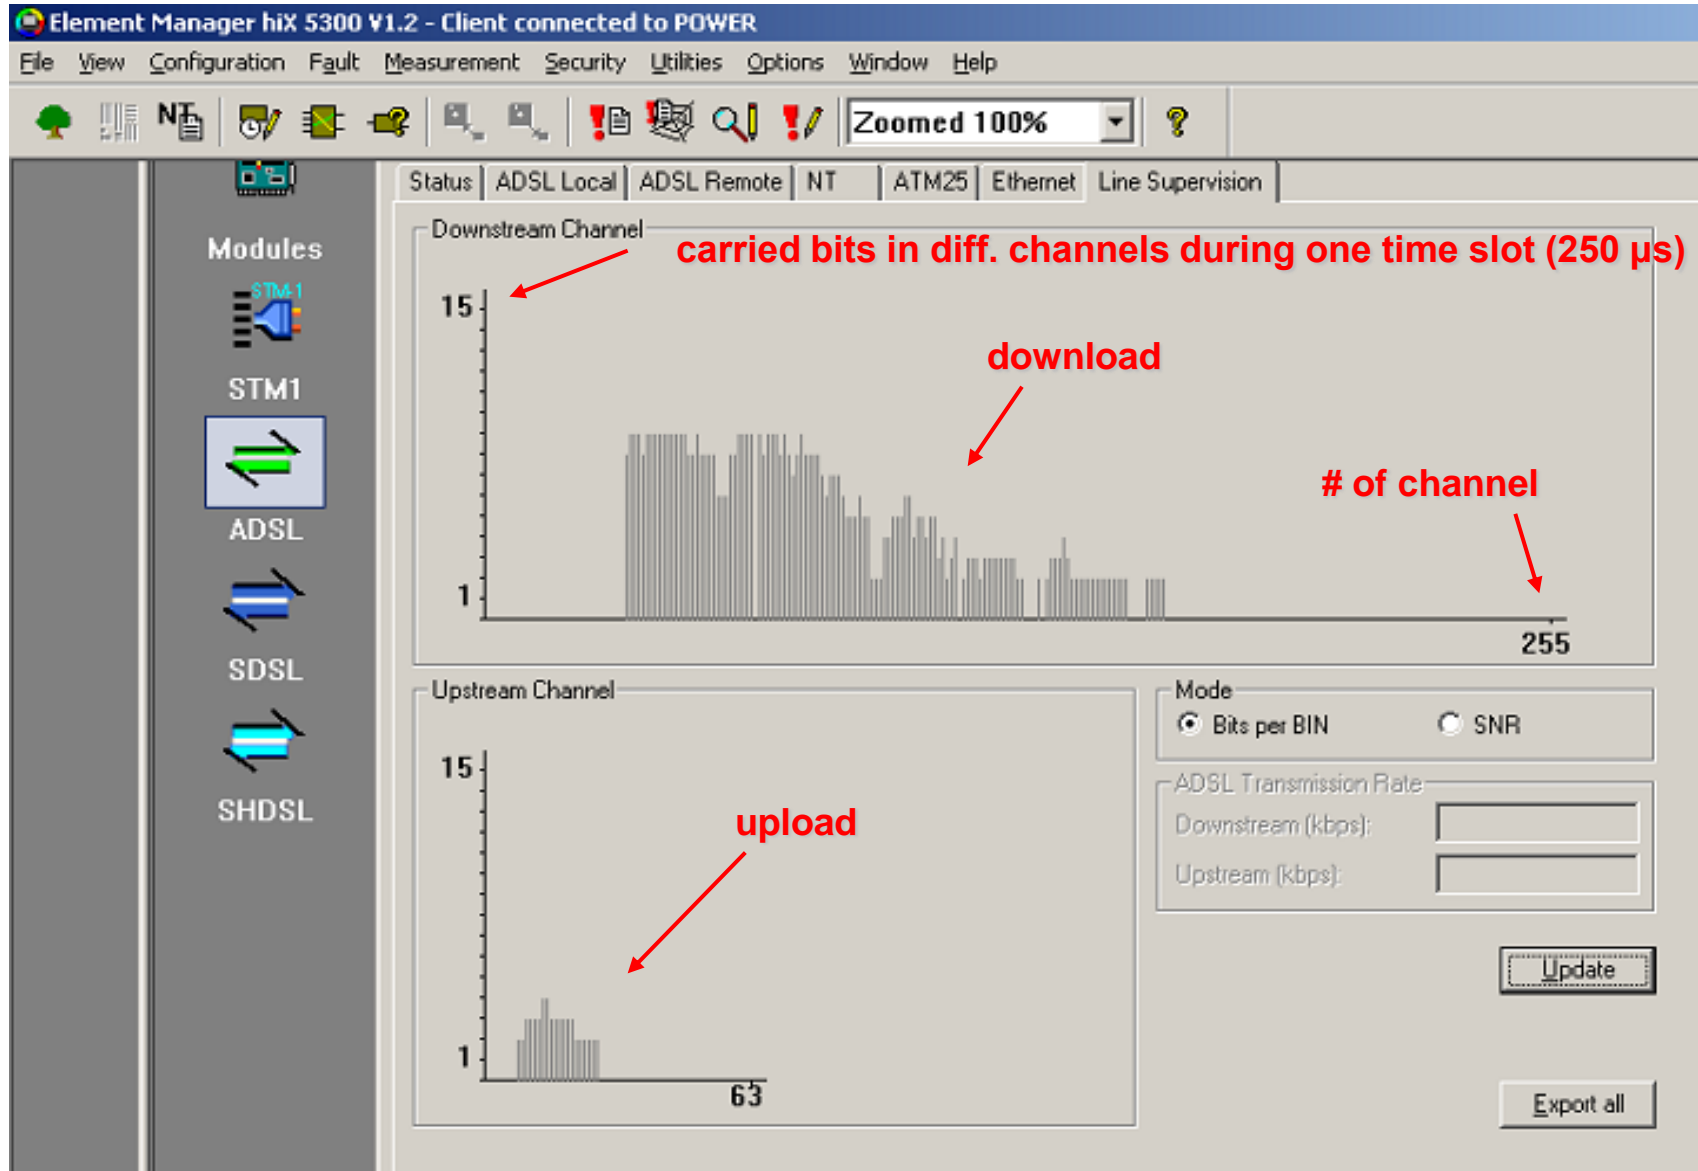 Element Manager hiX 5300 V1.2 - Client connected to POWER
File View Configuration Fault Measurement Security Utilities Options Window Help
NT
Zoomed 100%
Status ADSL Local ADSL Remote NT ATM25 Ethernet Line Supervision
Modules
STM-1
STM1
ADSL
SDSL
SHDSL
Downstream Channel
carried bits in diff. channels during one time slot (250 µs)
15
download
# of channel
1
255
Upstream Channel
15
upload
1
63
Mode
Bits per BIN SNR
ADSL Transmission Rate
Downstream (kbps):
Upstream (kbps):
Update
Export all